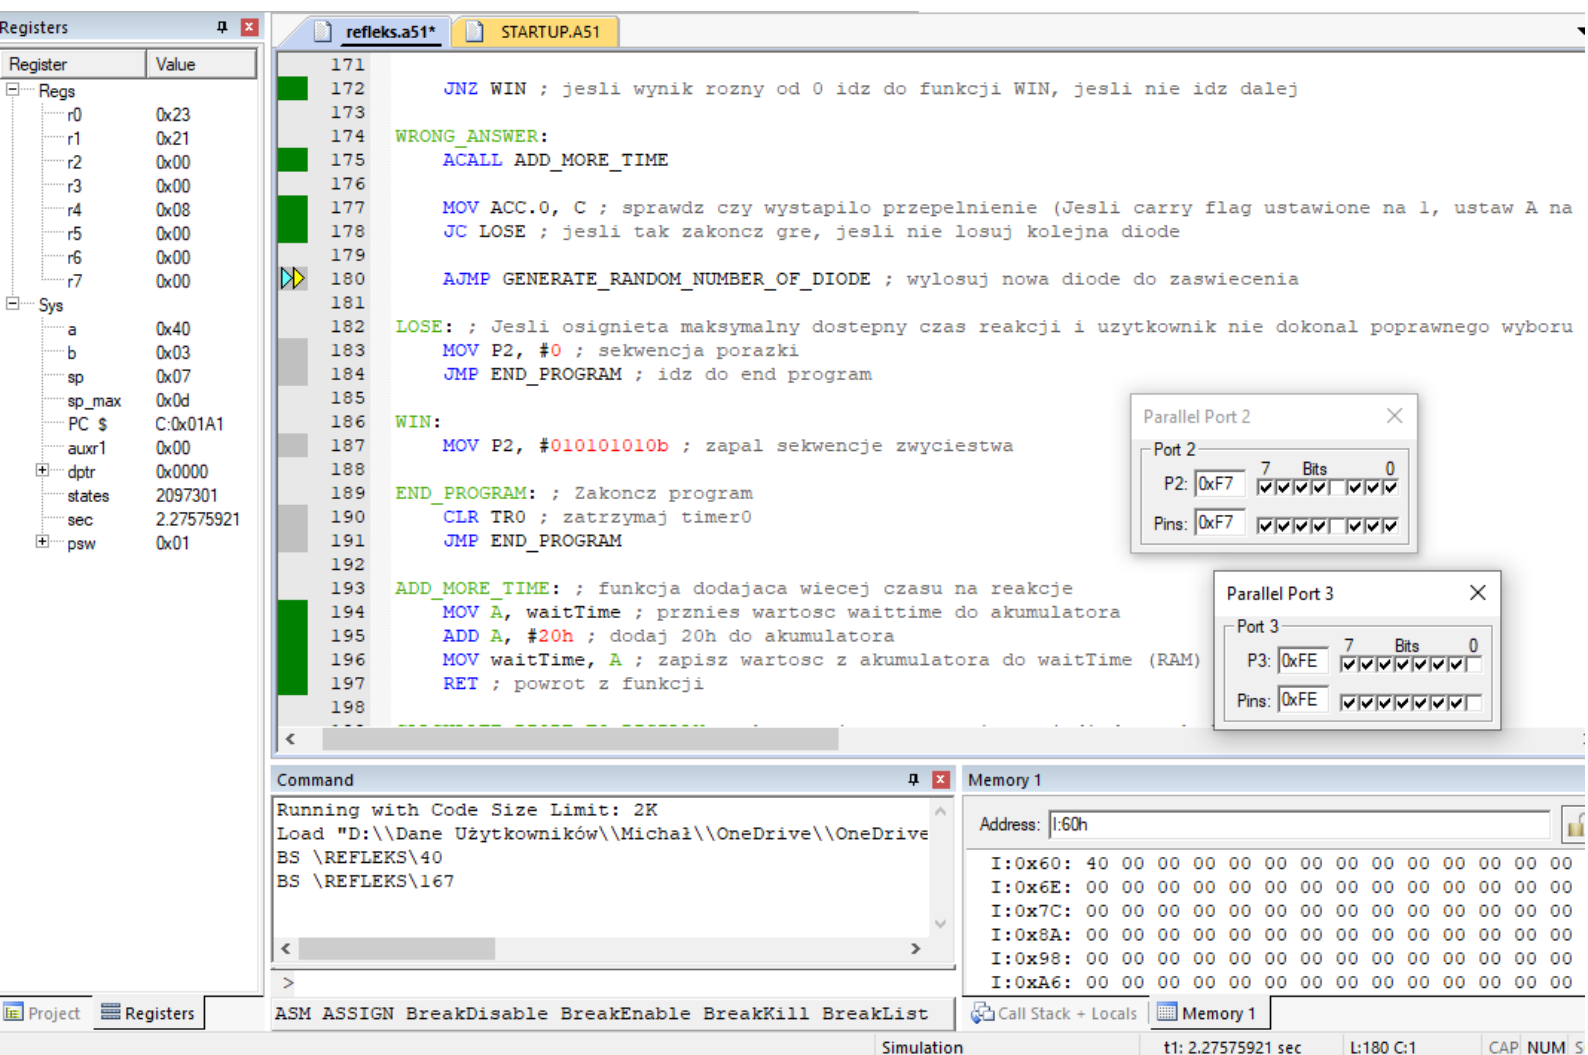 Registers
Register Value
Regs
r0 0x23
r1 0x21
r2 0x00
r3 0x00
r4 0x08
r5 0x00
r6 0x00
r7 0x00
Sys
a 0x40
b 0x03
sp 0x07
sp_max 0x0d
PC $ C:0x01A1
auxr1 0x00
dptr 0x0000
states 2097301
sec 2.27575921
psw 0x01
Project Registers
refleks.a51* STARTUP.A51
171
172 JNZ WIN ; jesli wynik rozny od 0 idz do funkcji WIN, jesli nie idz dalej
173
174 WRONG_ANSWER:
175 ACALL ADD_MORE_TIME
176
177 MOV ACC.0, C ; sprawdz czy wystapilo przepelnienie (Jesli carry flag ustawione na 1, ustaw A na
178 JC LOSE ; jesli tak zakoncz gre, jesli nie losuj kolejna diode
179
180 AJMP GENERATE_RANDOM_NUMBER_OF_DIODE ; wylosuj nowa diode do zaswiecenia
181
182 LOSE: ; Jesli osignieta maksymalny dostepny czas reakcji i uzytkownik nie dokonal poprawnego wyboru
183 MOV P2, #0 ; sekwencja porazki
184 JMP END_PROGRAM ; idz do end program
185
186 WIN:
187 MOV P2, #010101010b ; zapal sekwencje zwyciestwa
188
189 END_PROGRAM: ; Zakoncz program
190 CLR TR0 ; zatrzymaj timer0
191 JMP END_PROGRAM
192
193 ADD_MORE_TIME: ; funkcja dodajaca wiecej czasu na reakcje
194 MOV A, waitTime ; prznies wartosc waittime do akumulatora
195 ADD A, #20h ; dodaj 20h do akumulatora
196 MOV waitTime, A ; zapisz wartosc z akumulatora do waitTime (RAM)
197 RET ; powrot z funkcji
198
Parallel Port 2
Port 2
7 Bits 0
P2: 0xF7
Pins: 0xF7
Parallel Port 3
Port 3
7 Bits 0
P3: 0xFE
Pins: 0xFE
Command
Running with Code Size Limit: 2K
Load "D:\\Dane Użytkowników\\Michał\\OneDrive\\OneDrive
BS \REFLEKS\40
BS \REFLEKS\167
>
ASM ASSIGN BreakDisable BreakEnable BreakKill BreakList
Memory 1
Address: I:60h
I:0x60: 40 00 00 00 00 00 00 00 00 00 00 00 00 00
I:0x6E: 00 00 00 00 00 00 00 00 00 00 00 00 00 00
I:0x7C: 00 00 00 00 00 00 00 00 00 00 00 00 00 00
I:0x8A: 00 00 00 00 00 00 00 00 00 00 00 00 00 00
I:0x98: 00 00 00 00 00 00 00 00 00 00 00 00 00 00
I:0xA6: 00 00 00 00 00 00 00 00 00 00 00 00 00 00
Call Stack + Locals Memory 1
Simulation t1: 2.27575921 sec L:180 C:1 CAP NUM S